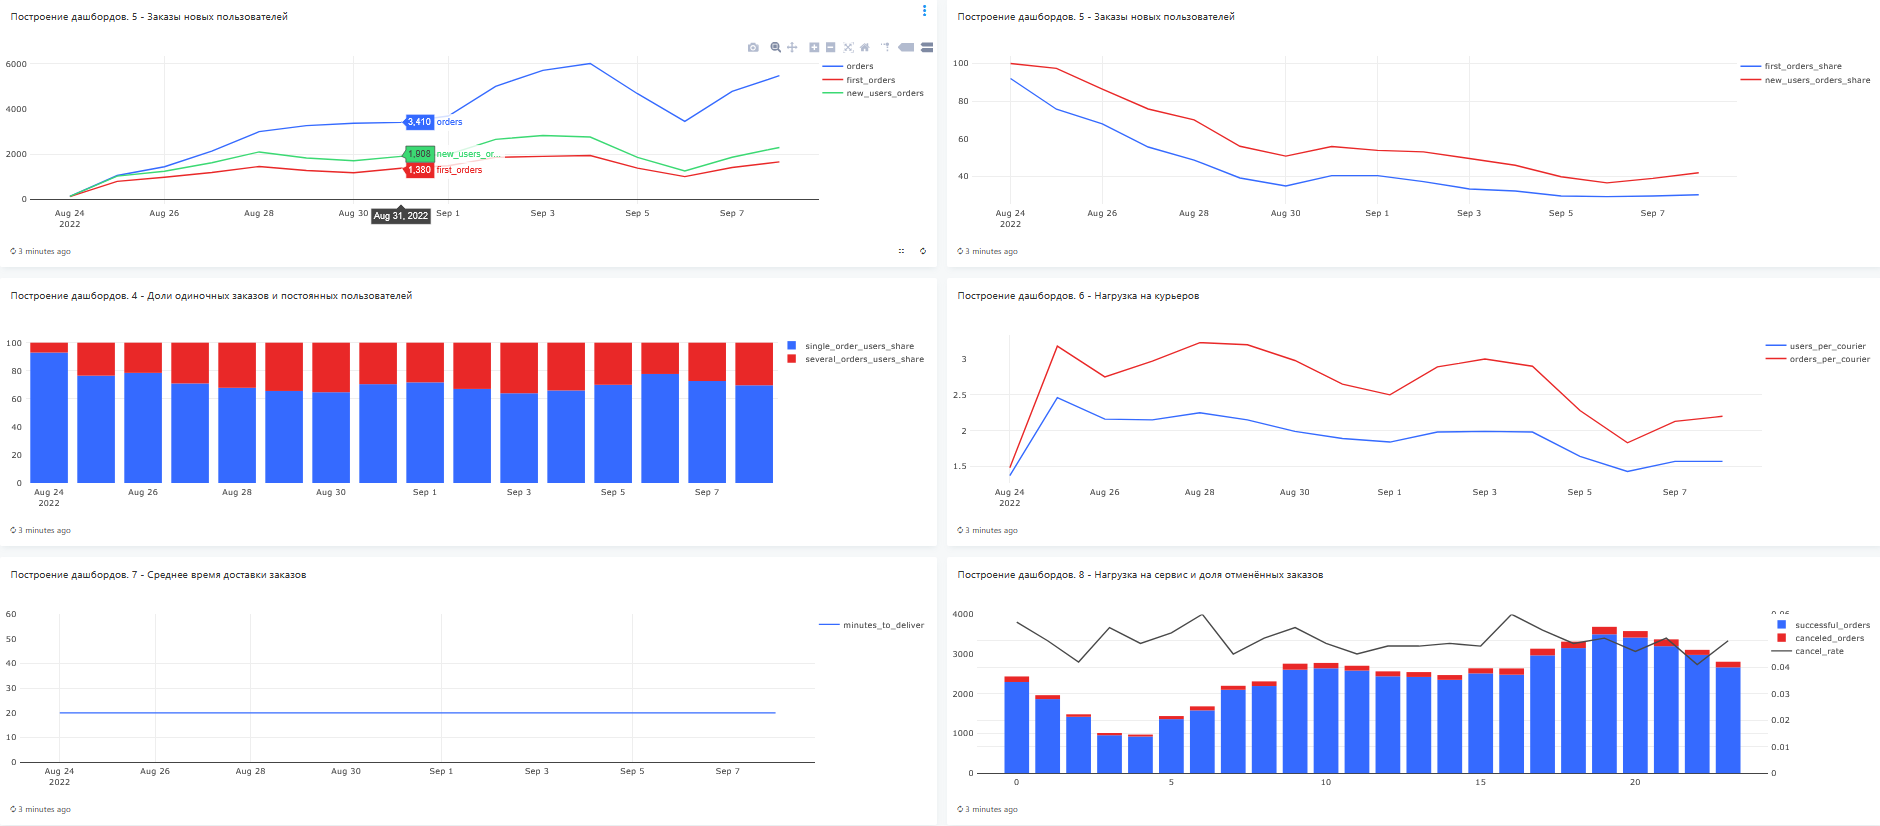 Построение дашбордов. 5 - Заказы новых пользователей
6000
4000
2000
0
orders
first_orders
new_users_orders
3,410 orders
1,908 new_users_or...
1,380 first_orders
Aug 24
2022
Aug 26
Aug 28
Aug 30
Aug 31, 2022
Sep 1
Sep 3
Sep 5
Sep 7
3 minutes ago
Построение дашбордов. 5 - Заказы новых пользователей
100
80
60
40
first_orders_share
new_users_orders_share
Aug 24
2022
Aug 26
Aug 28
Aug 30
Sep 1
Sep 3
Sep 5
Sep 7
3 minutes ago
Построение дашбордов. 4 - Доли одиночных заказов и постоянных пользователей
100
80
60
40
20
0
single_order_users_share
several_orders_users_share
Aug 24
2022
Aug 26
Aug 28
Aug 30
Sep 1
Sep 3
Sep 5
Sep 7
3 minutes ago
Построение дашбордов. 6 - Нагрузка на курьеров
3
2.5
2
1.5
users_per_courier
orders_per_courier
Aug 24
2022
Aug 26
Aug 28
Aug 30
Sep 1
Sep 3
Sep 5
Sep 7
3 minutes ago
Построение дашбордов. 7 - Среднее время доставки заказов
60
50
40
30
20
10
0
minutes_to_deliver
Aug 24
2022
Aug 26
Aug 28
Aug 30
Sep 1
Sep 3
Sep 5
Sep 7
3 minutes ago
Построение дашбордов. 8 - Нагрузка на сервис и доля отменённых заказов
4000
3000
2000
1000
0
0.06
successful_orders
canceled_orders
cancel_rate
0.04
0.03
0.02
0.01
0
0
5
10
15
20
3 minutes ago